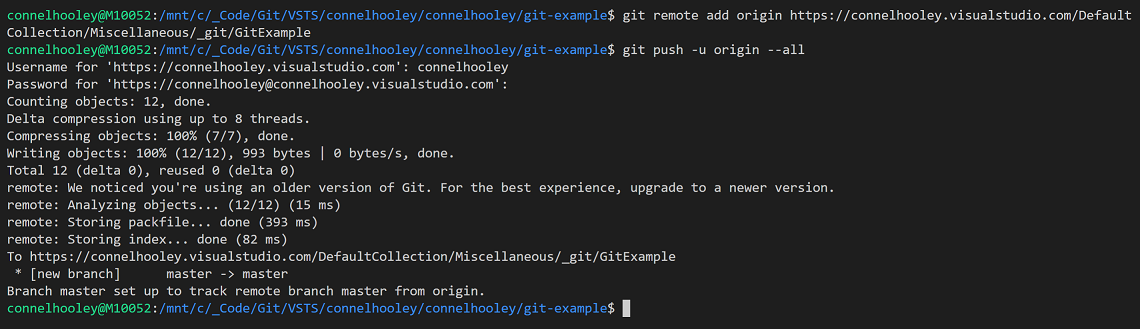 connelhooley@M10052:/mnt/c/_Code/Git/VSTS/connelhooley/connelhooley/git-example$ git remote add origin https://connelhooley.visualstudio.com/Default
Collection/Miscellaneous/_git/GitExample
connelhooley@M10052:/mnt/c/_Code/Git/VSTS/connelhooley/connelhooley/git-example$ git push -u origin --all
Username for 'https://connelhooley.visualstudio.com': connelhooley
Password for 'https://connelhooley@connelhooley.visualstudio.com':
Counting objects: 12, done.
Delta compression using up to 8 threads.
Compressing objects: 100% (7/7), done.
Writing objects: 100% (12/12), 993 bytes | 0 bytes/s, done.
Total 12 (delta 0), reused 0 (delta 0)
remote: We noticed you're using an older version of Git. For the best experience, upgrade to a newer version.
remote: Analyzing objects... (12/12) (15 ms)
remote: Storing packfile... done (393 ms)
remote: Storing index... done (82 ms)
To https://connelhooley.visualstudio.com/DefaultCollection/Miscellaneous/_git/GitExample
 * [new branch]      master -> master
Branch master set up to track remote branch master from origin.
connelhooley@M10052:/mnt/c/_Code/Git/VSTS/connelhooley/connelhooley/git-example$